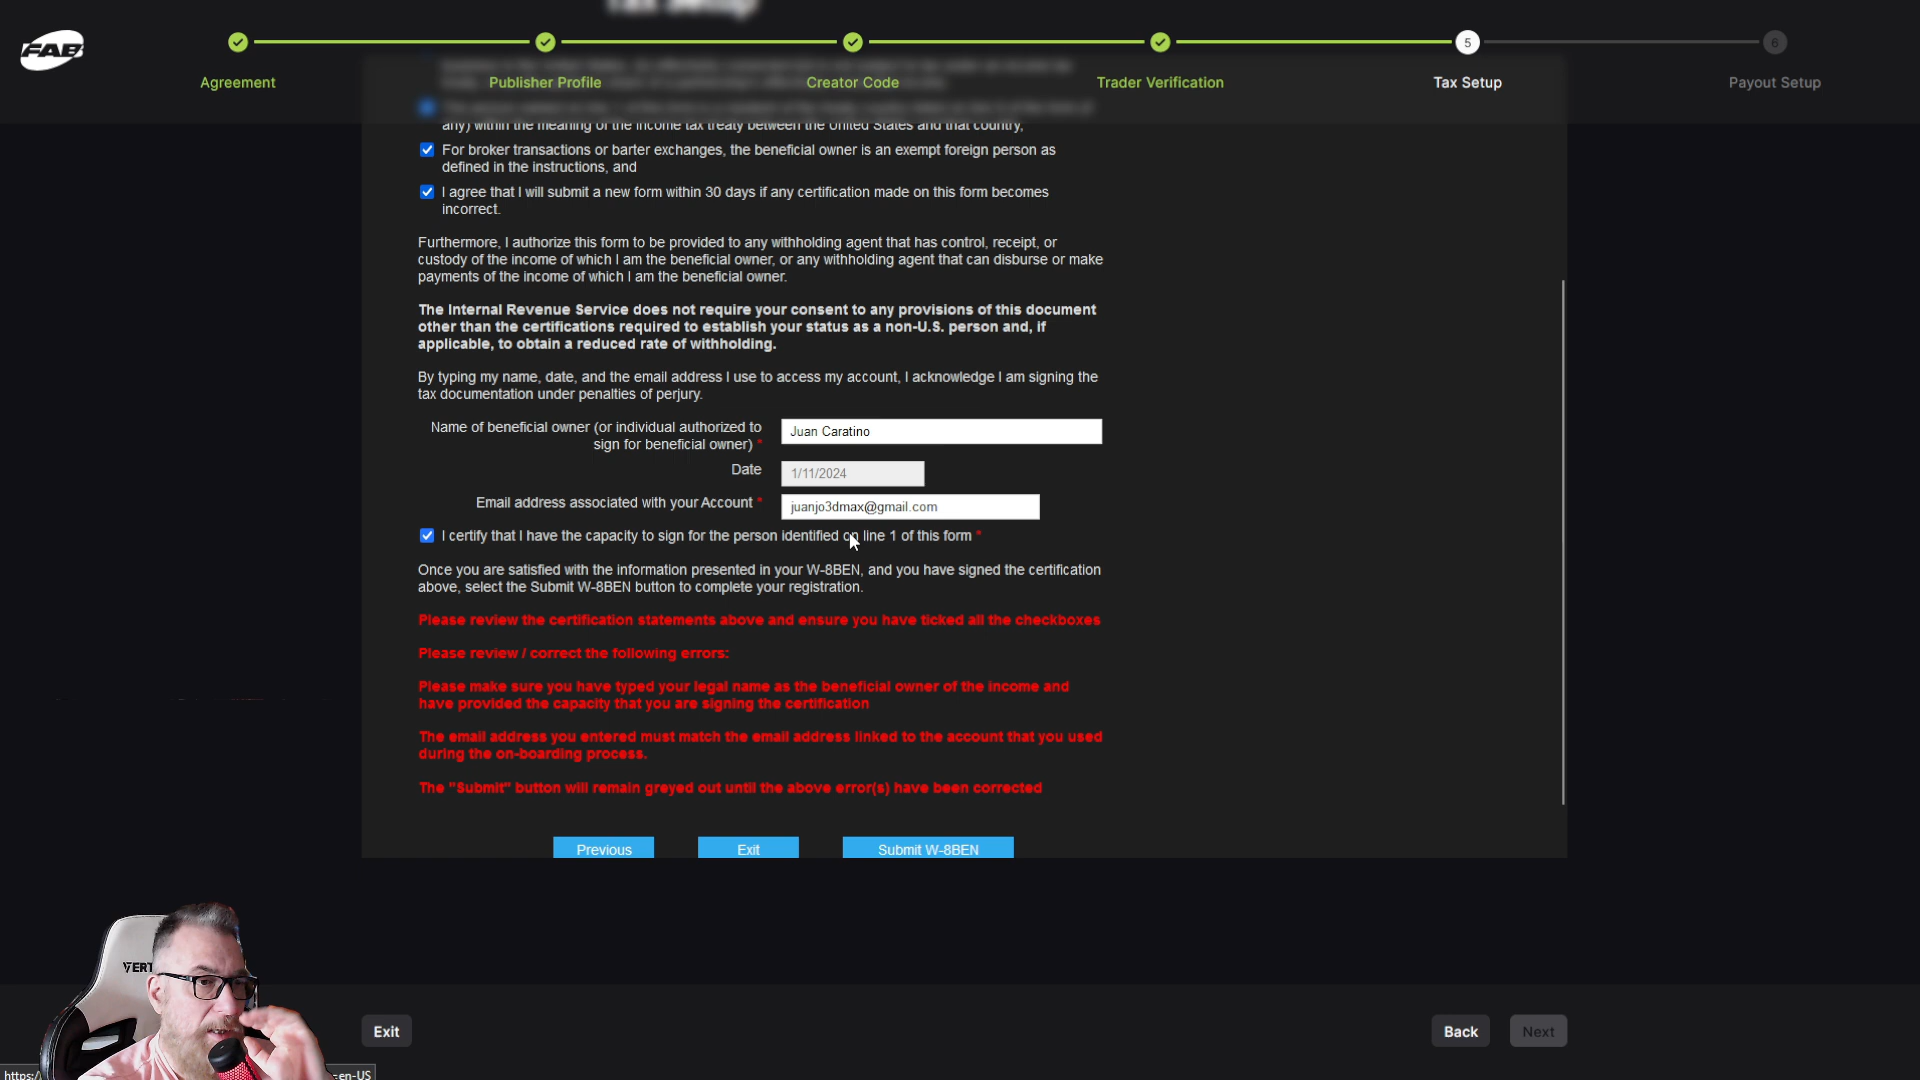 Tax Setup
FAB
5
6
Agreement
Publisher Profile
Creator Code
Trader Verification
Tax Setup
Payout Setup
any) within the meaning of the income tax treaty between the United States and that country;
For broker transactions or barter exchanges, the beneficial owner is an exempt foreign person as
defined in the instructions, and
I agree that I will submit a new form within 30 days if any certification made on this form becomes
incorrect.
Furthermore, I authorize this form to be provided to any withholding agent that has control, receipt, or
custody of the income of which I am the beneficial owner, or any withholding agent that can disburse or make
payments of the income of which I am the beneficial owner.
The Internal Revenue Service does not require your consent to any provisions of this document
other than the certifications required to establish your status as a non-U.S. person and, if
applicable, to obtain a reduced rate of withholding.
By typing my name, date, and the email address I use to access my account, I acknowledge I am signing the
tax documentation under penalties of perjury.
Name of beneficial owner (or individual authorized to
sign for beneficial owner) *
Juan Caratino
Date
1/11/2024
Email address associated with your Account *
juanjo3dmax@gmail.com
I certify that I have the capacity to sign for the person identified on line 1 of this form *
Once you are satisfied with the information presented in your W-8BEN, and you have signed the certification
above, select the Submit W-8BEN button to complete your registration.
Please review the certification statements above and ensure you have ticked all the checkboxes
Please review / correct the following errors:
Please make sure you have typed your legal name as the beneficial owner of the income and
have provided the capacity that you are signing the certification
The email address you entered must match the email address linked to the account that you used
during the on-boarding process.
The "Submit" button will remain greyed out until the above error(s) have been corrected
Previous
Exit
Submit W-8BEN
VERT
Exit
Back
Next
https:/
=en-US